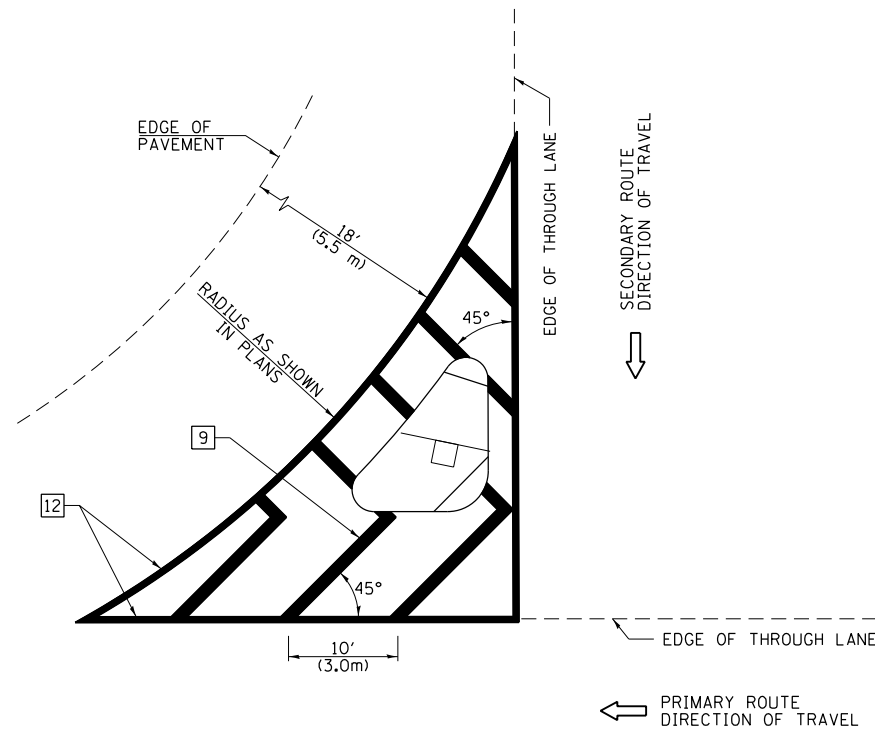 EDGE OF
PAVEMENT
18'
(5.5 m)
RADIUS AS SHOWN
IN PLANS
EDGE OF THROUGH LANE
SECONDARY ROUTE
DIRECTION OF TRAVEL
45°
9
12
45°
10'
(3.0m)
EDGE OF THROUGH LANE
PRIMARY ROUTE
DIRECTION OF TRAVEL